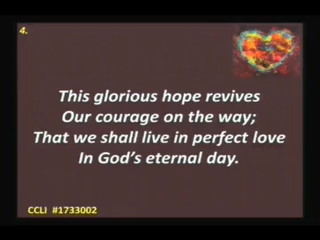 4.
This glorious hope revives
Our courage on the way;
That we shall live in perfect love
In God's eternal day.
CCLI #1733002